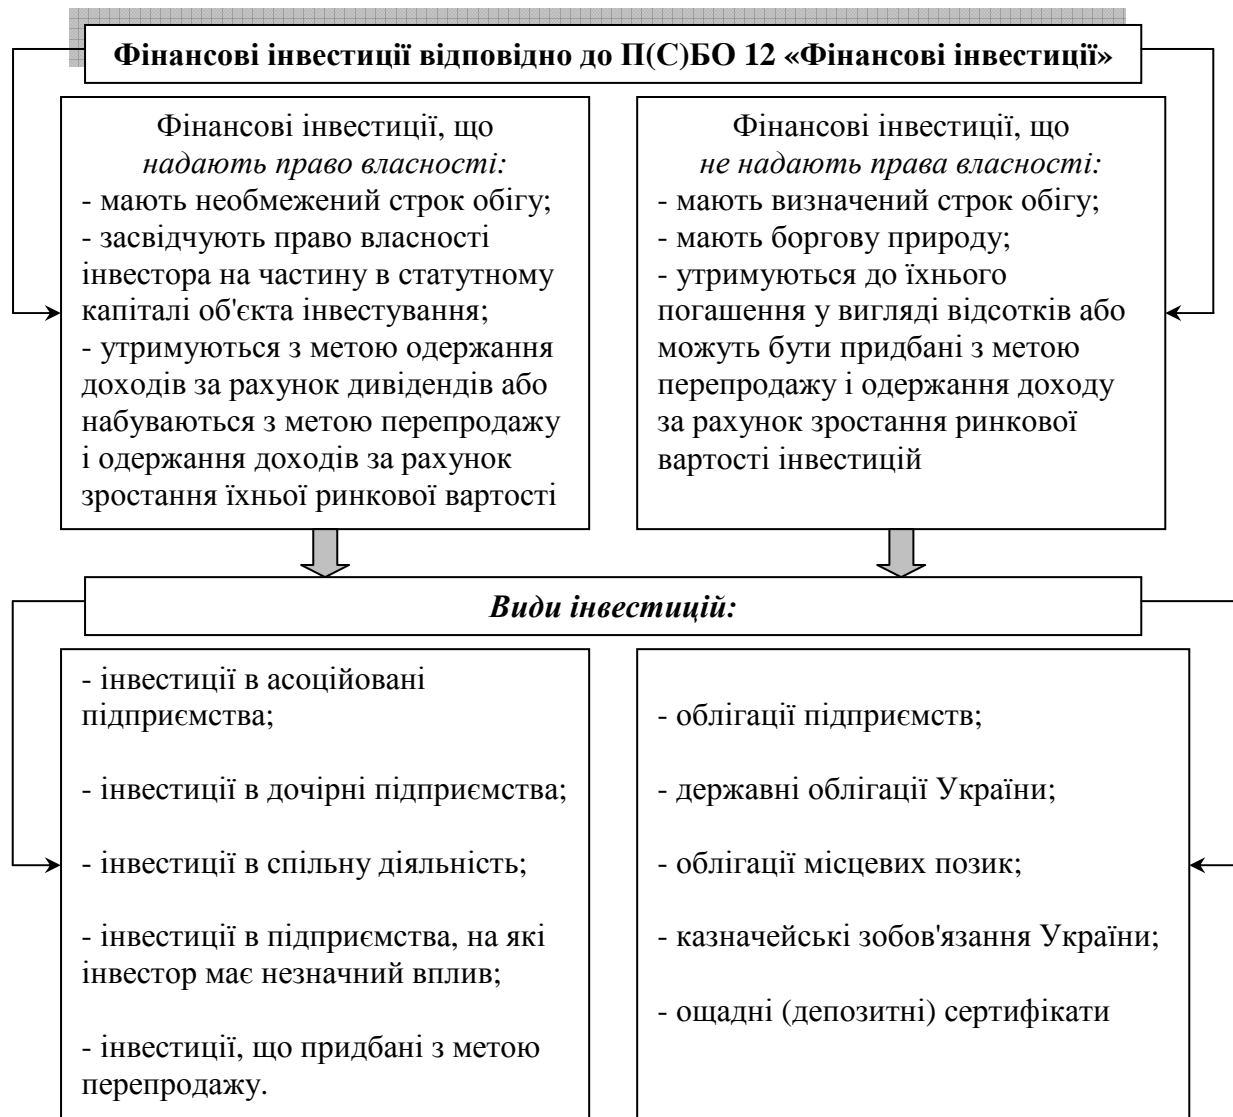 Фінансові інвестиції відповідно до П(С)БО 12 «Фінансові інвестиції»
Фінансові інвестиції, що
надають право власності:
- мають необмежений строк обігу;
- засвідчують право власності
інвестора на частину в статутному
капіталі об'єкта інвестування;
- утримуються з метою одержання
доходів за рахунок дивідендів або
набуваються з метою перепродажу
і одержання доходів за рахунок
зростання їхньої ринкової вартості
Фінансові інвестиції, що
не надають права власності:
- мають визначений строк обігу;
- мають боргову природу;
- утримуються до їхнього
погашення у вигляді відсотків або
можуть бути придбані з метою
перепродажу і одержання доходу
за рахунок зростання ринкової
вартості інвестицій
Види інвестицій:
- інвестиції в асоційовані
підприємства;
- інвестиції в дочірні підприємства;
- інвестиції в спільну діяльність;
- інвестиції в підприємства, на які
інвестор має незначний вплив;
- інвестиції, що придбані з метою
перепродажу.
- облігації підприємств;
- державні облігації України;
- облігації місцевих позик;
- казначейські зобов'язання України;
- ощадні (депозитні) сертифікати